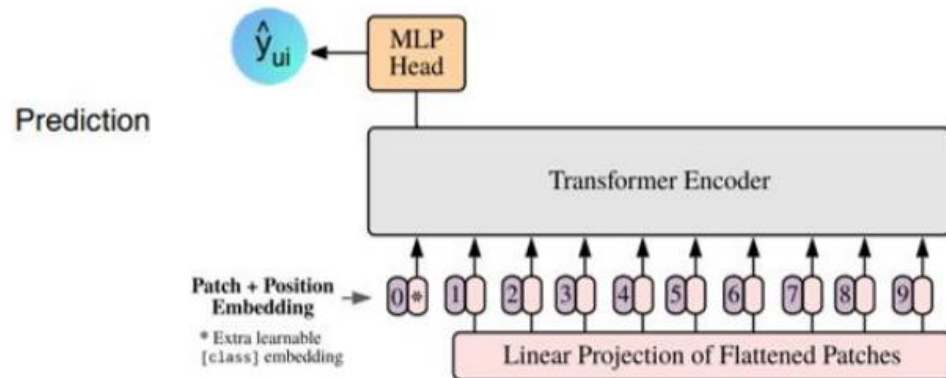 ŷui
MLP
Head
Prediction
Transformer Encoder
Patch + Position
Embedding
0 * 1 2 3 4 5 6 7 8 9
* Extra learnable
[class] embedding
Linear Projection of Flattened Patches